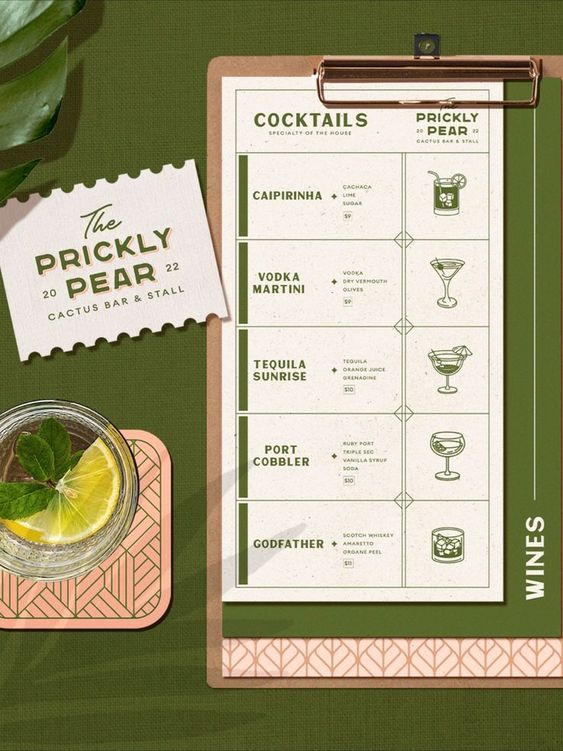 COCKTAILS
SPECIALTY OF THE HOUSE
The
PRICKLY
20 PEAR 22
CACTUS BAR & STALL
CAIPIRINHA
CACHACA
LIME
SUGAR
$9
VODKA
MARTINI
VODKA
DRY VERMOUTH
OLIVES
$9
TEQUILA
SUNRISE
TEQUILA
ORANGE JUICE
GRENADINE
$10
PORT
COBBLER
RUBY PORT
TRIPLE SEC
VANILLA SYRUP
SODA
$10
GODFATHER
SCOTCH WHISKEY
AMARETTO
ORGANE PEEL
$11
The
PRICKLY
20 PEAR 22
CACTUS BAR & STALL
WINES